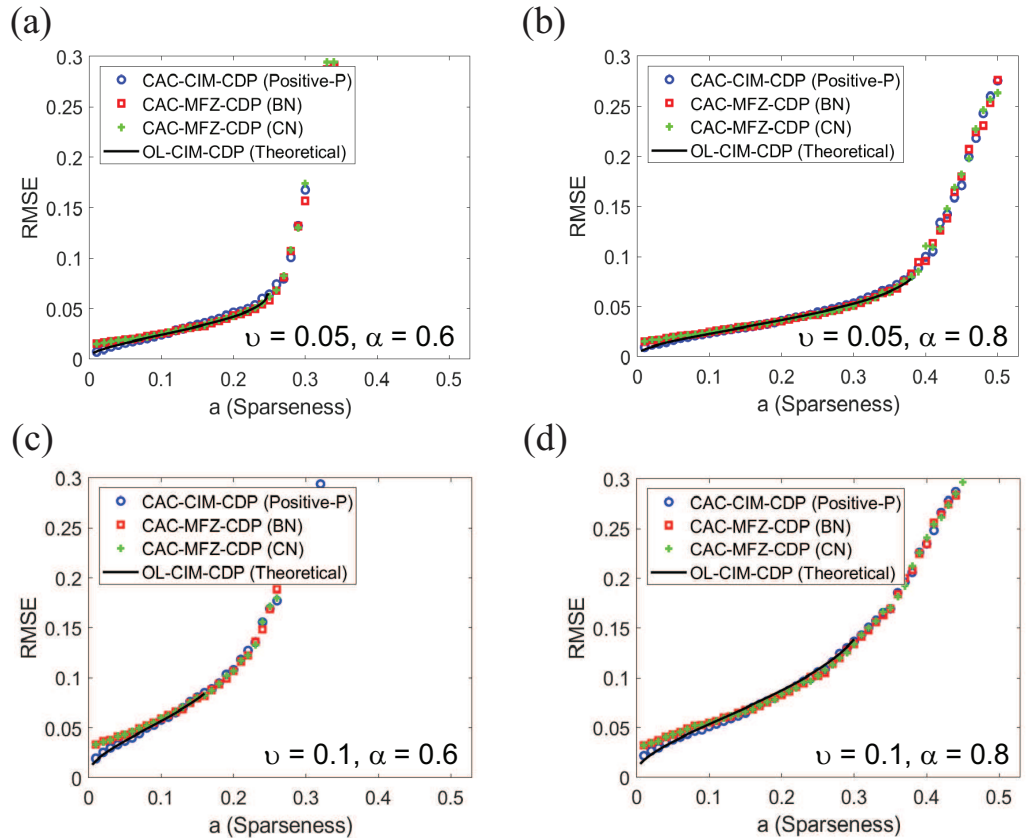 (a)
0.3
0.25
0.2
0.15
0.1
0.05
0
RMSE
CAC-CIM-CDP (Positive-P)
CAC-MFZ-CDP (BN)
CAC-MFZ-CDP (CN)
OL-CIM-CDP (Theoretical)
υ = 0.05, α = 0.6
0 0.1 0.2 0.3 0.4 0.5
a (Sparseness)
(b)
0.3
0.25
0.2
0.15
0.1
0.05
0
RMSE
CAC-CIM-CDP (Positive-P)
CAC-MFZ-CDP (BN)
CAC-MFZ-CDP (CN)
OL-CIM-CDP (Theoretical)
υ = 0.05, α = 0.8
0 0.1 0.2 0.3 0.4 0.5
a (Sparseness)
(c)
0.3
0.25
0.2
0.15
0.1
0.05
0
RMSE
CAC-CIM-CDP (Positive-P)
CAC-MFZ-CDP (BN)
CAC-MFZ-CDP (CN)
OL-CIM-CDP (Theoretical)
υ = 0.1, α = 0.6
0 0.1 0.2 0.3 0.4 0.5
a (Sparseness)
(d)
0.3
0.25
0.2
0.15
0.1
0.05
0
RMSE
CAC-CIM-CDP (Positive-P)
CAC-MFZ-CDP (BN)
CAC-MFZ-CDP (CN)
OL-CIM-CDP (Theoretical)
υ = 0.1, α = 0.8
0 0.1 0.2 0.3 0.4 0.5
a (Sparseness)